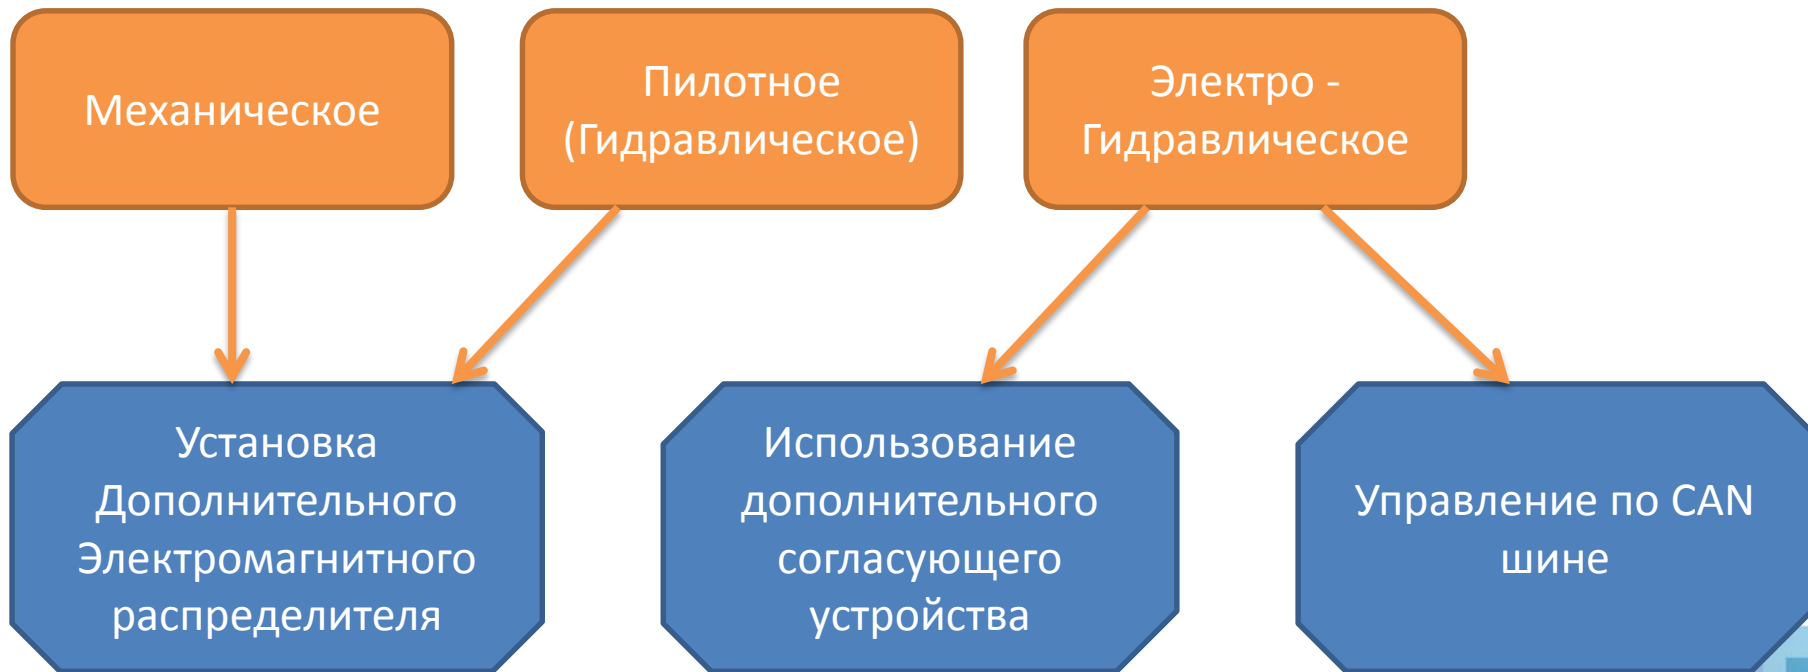 Механическое
Пилотное
(Гидравлическое)
Электро -
Гидравлическое
Установка
Дополнительного
Электромагнитного
распределителя
Использование
дополнительного
согласующего
устройства
Управление по CAN
шине